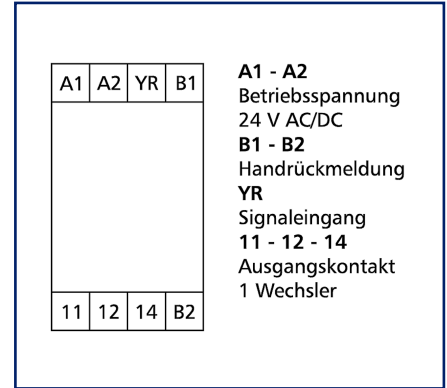 A1 A2 YR B1
11 12 14 B2
A1 - A2
Betriebsspannung
24 V AC/DC
B1 - B2
Handrückmeldung
YR
Signaleingang
11 - 12 - 14
Ausgangskontakt
1 Wechsler